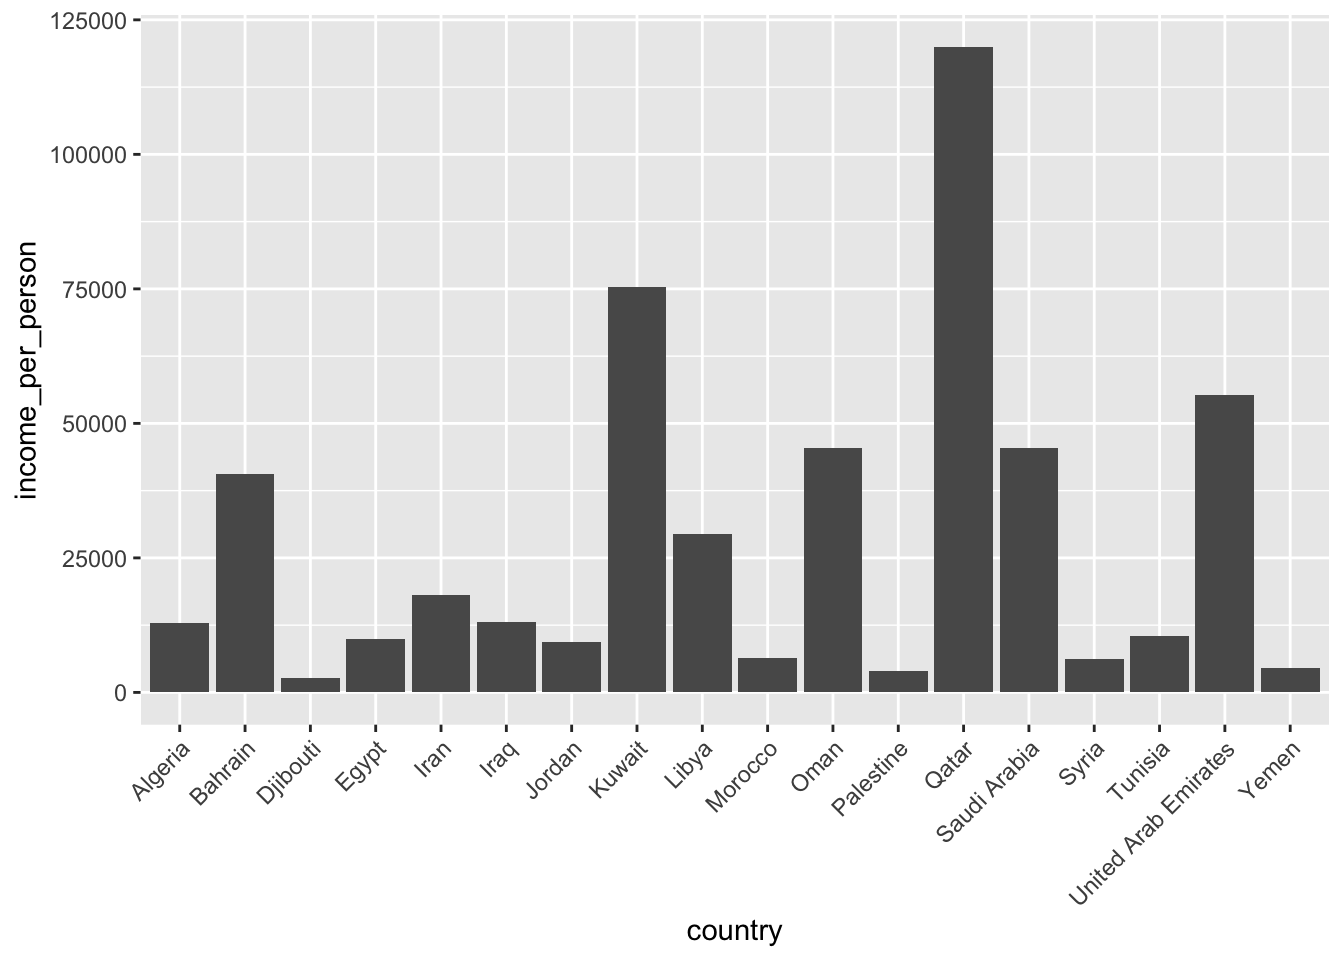 125000
100000
75000
50000
25000
0
income_per_person
Algeria
Bahrain
Djibouti
Egypt
Iran
Iraq
Jordan
Kuwait
Libya
Morocco
Oman
Palestine
Qatar
Saudi Arabia
Syria
Tunisia
United Arab Emirates
Yemen
country